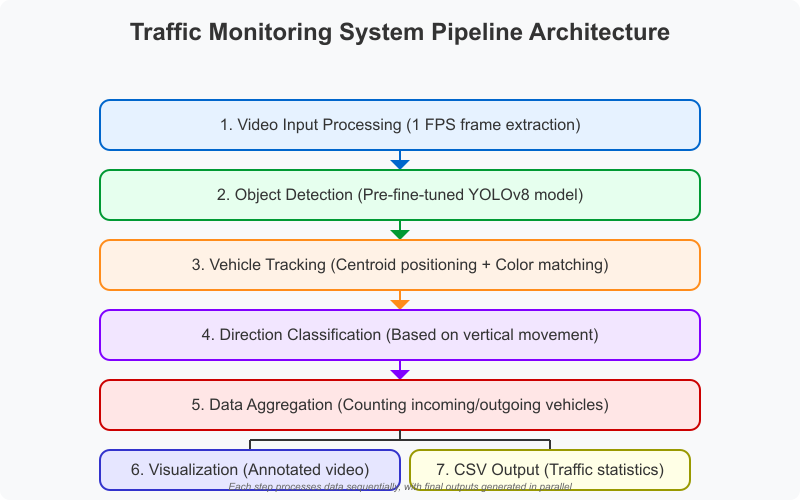 Traffic Monitoring System Pipeline Architecture
1. Video Input Processing (1 FPS frame extraction)
2. Object Detection (Pre-fine-tuned YOLOv8 model)
3. Vehicle Tracking (Centroid positioning + Color matching)
4. Direction Classification (Based on vertical movement)
5. Data Aggregation (Counting incoming/outgoing vehicles)
6. Visualization (Annotated video)
7. CSV Output (Traffic statistics)
Each step processes data sequentially, with final outputs generated in parallel